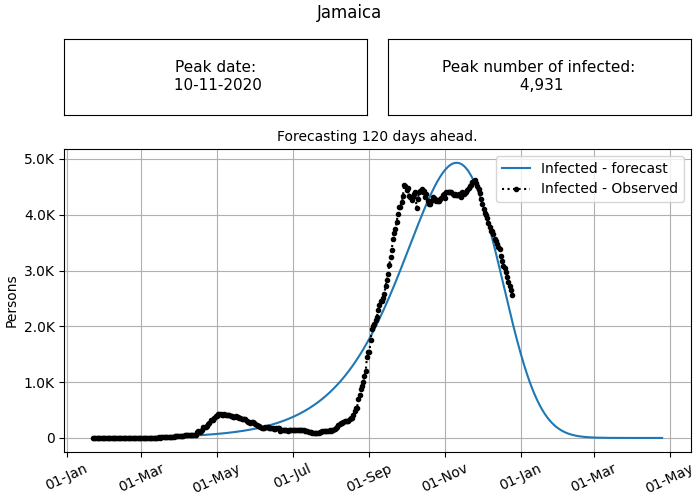 Jamaica
Peak date:
10-11-2020
Peak number of infected:
4,931
Forecasting 120 days ahead.
Infected - forecast
Infected - Observed
Persons
5.0K
4.0K
3.0K
2.0K
1.0K
0
01-Jan
01-Mar
01-May
01-Jul
01-Sep
01-Nov
01-Jan
01-Mar
01-May